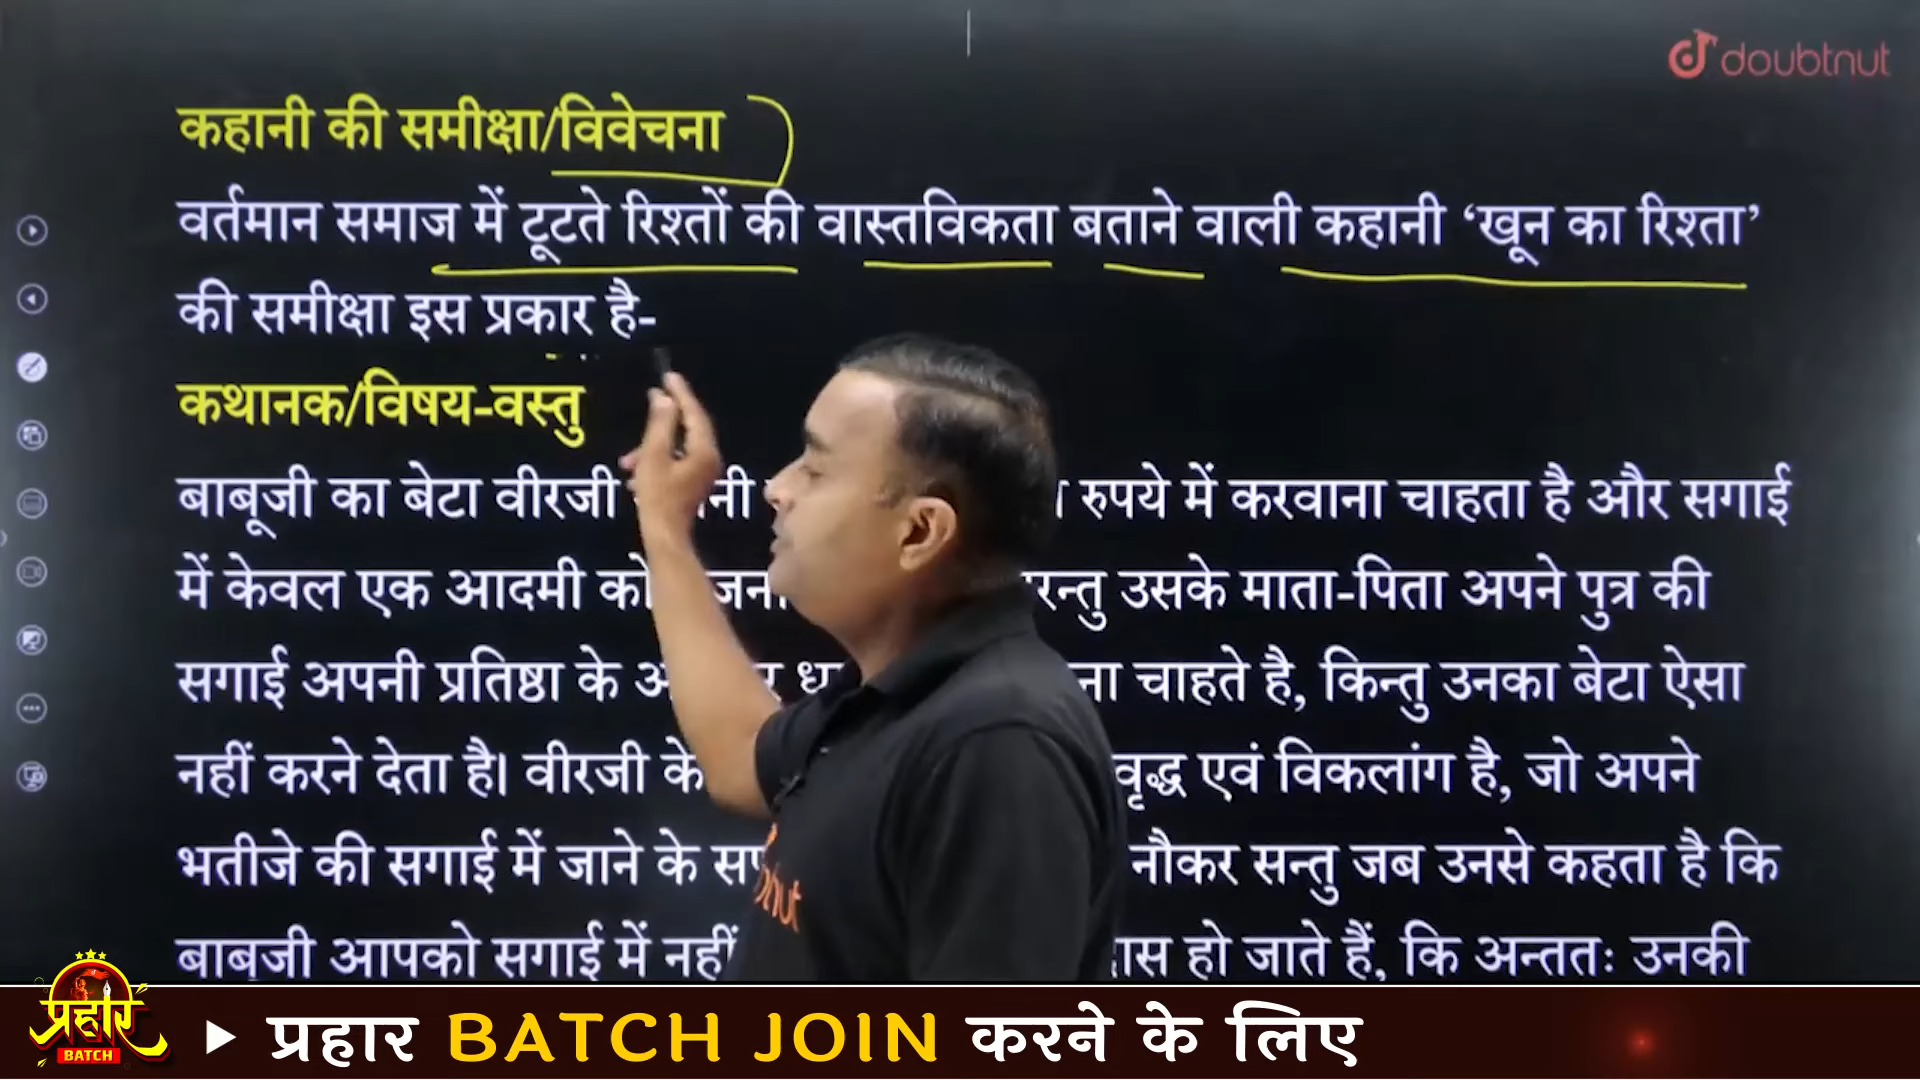 doubtnut
कहानी की समीक्षा/विवेचना
वर्तमान समाज में टूटते रिश्तों की वास्तविकता बताने वाली कहानी ‘खून का रिश्ता’
की समीक्षा इस प्रकार है-
कथानक/विषय-वस्तु
बाबूजी का बेटा वीरजी रुपये में करवाना चाहता है और सगाई
में केवल एक आदमी को उसके माता-पिता अपने पुत्र की
सगाई अपनी प्रतिष्ठा के चाहते है, किन्तु उनका बेटा ऐसा
नहीं करने देता है। वीरजी के वृद्ध एवं विकलांग है, जो अपने
भतीजे की सगाई में जाने के नौकर सन्तु जब उनसे कहता है कि
बाबूजी आपको सगाई में नहीं हो जाते हैं, कि अन्ततः उनकी
प्रहार
BATCH
प्रहार BATCH JOIN करने के लिए